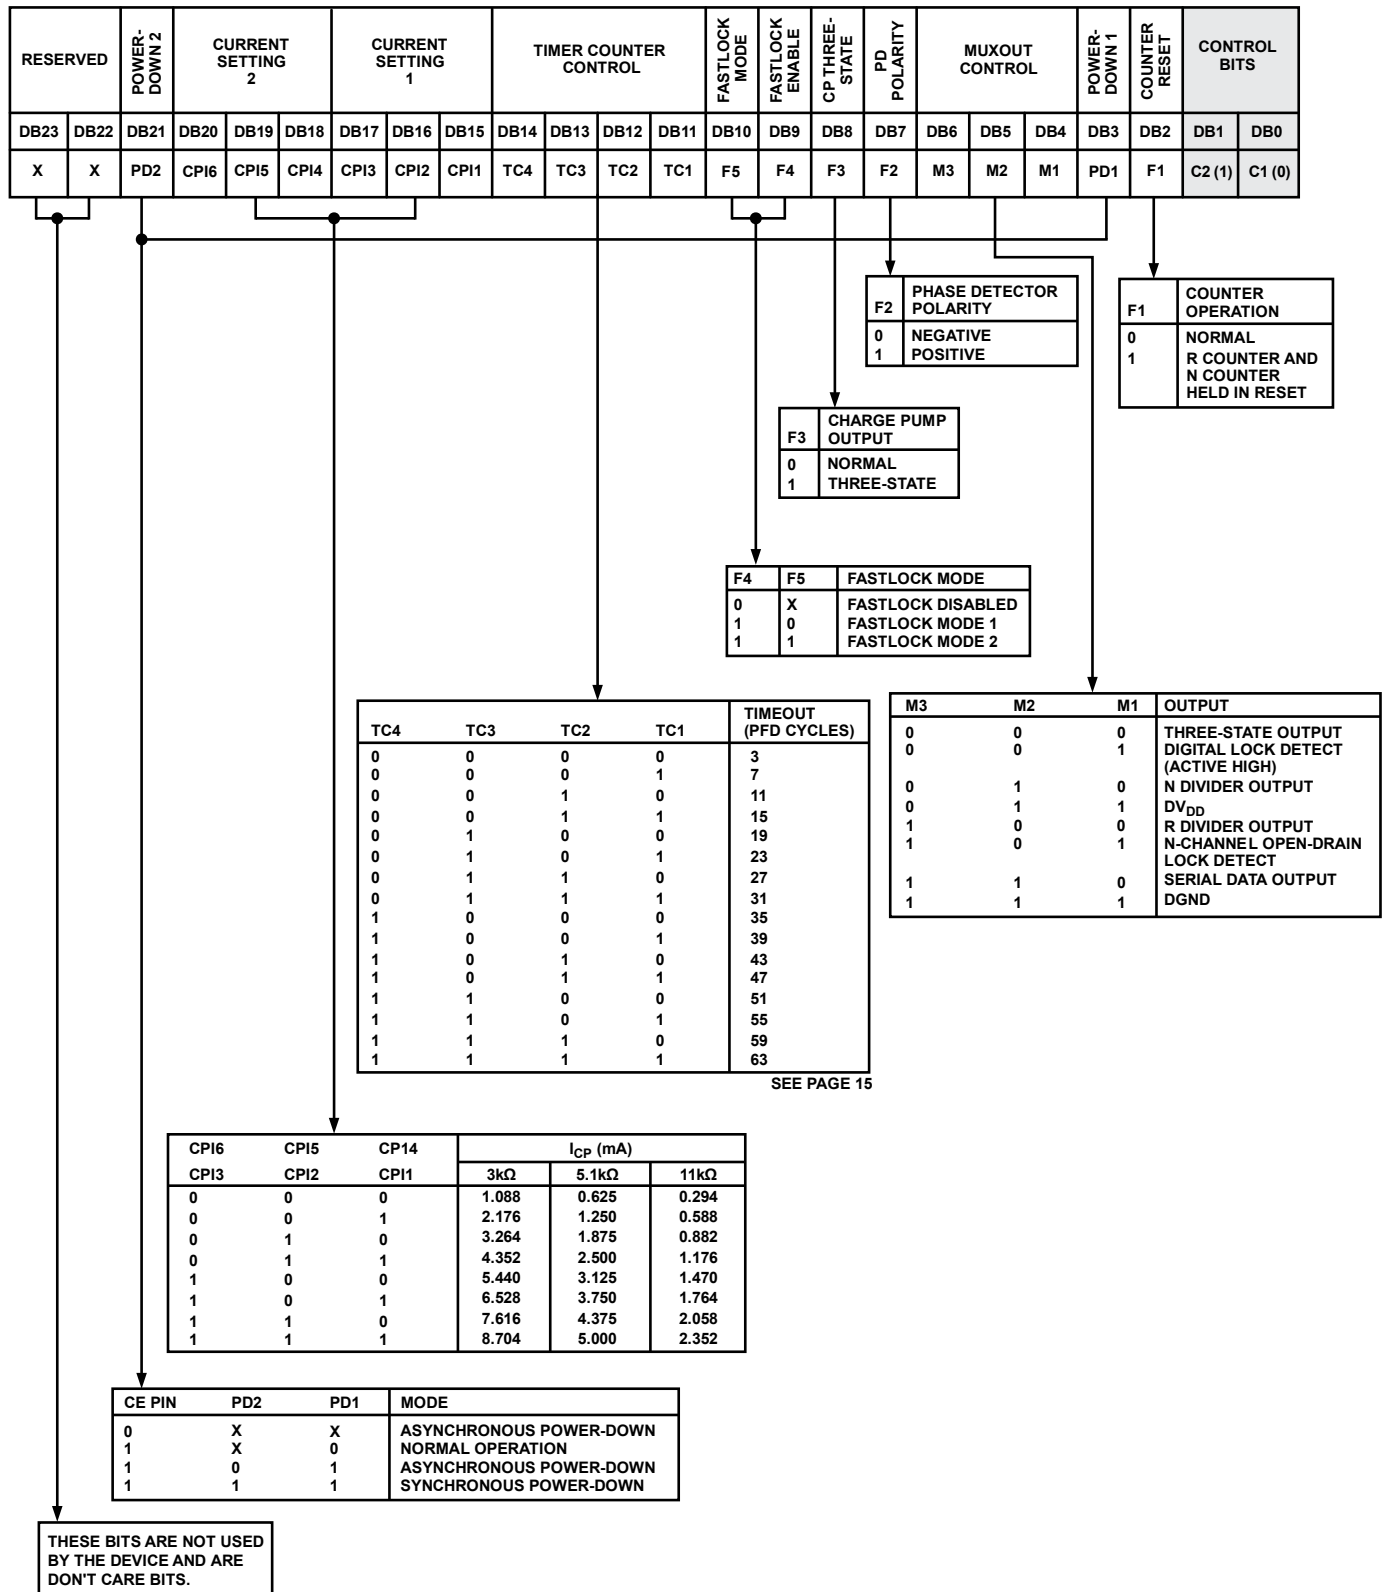 RESERVED
POWER-
DOWN 2
CURRENT
SETTING
2
CURRENT
SETTING
1
TIMER COUNTER
CONTROL
FASTLOCK
MODE
FASTLOCK
ENABLE
CP THREE-
STATE
PD
POLARITY
MUXOUT
CONTROL
POWER-
DOWN 1
COUNTER
RESET
CONTROL
BITS
DB23 DB22 DB21 DB20 DB19 DB18 DB17 DB16 DB15 DB14 DB13 DB12 DB11 DB10 DB9 DB8 DB7 DB6 DB5 DB4 DB3 DB2 DB1 DB0
X X PD2 CPI6 CPI5 CPI4 CPI3 CPI2 CPI1 TC4 TC3 TC2 TC1 F5 F4 F3 F2 M3 M2 M1 PD1 F1 C2 (1) C1 (0)
F2 PHASE DETECTOR
POLARITY
0 NEGATIVE
1 POSITIVE
F1 COUNTER
OPERATION
0 NORMAL
1 R COUNTER AND
N COUNTER
HELD IN RESET
F3 CHARGE PUMP
OUTPUT
0 NORMAL
1 THREE-STATE
F4 F5 FASTLOCK MODE
0 X FASTLOCK DISABLED
1 0 FASTLOCK MODE 1
1 1 FASTLOCK MODE 2
TC4 TC3 TC2 TC1 TIMEOUT
(PFD CYCLES)
0 0 0 0 3
0 0 0 1 7
0 0 1 0 11
0 0 1 1 15
0 1 0 0 19
0 1 0 1 23
0 1 1 0 27
0 1 1 1 31
1 0 0 0 35
1 0 0 1 39
1 0 1 0 43
1 0 1 1 47
1 1 0 0 51
1 1 0 1 55
1 1 1 0 59
1 1 1 1 63
SEE PAGE 15
M3 M2 M1 OUTPUT
0 0 0 THREE-STATE OUTPUT
0 0 1 DIGITAL LOCK DETECT
(ACTIVE HIGH)
0 1 0 N DIVIDER OUTPUT
0 1 1 DVDD
1 0 0 R DIVIDER OUTPUT
1 0 1 N-CHANNEL OPEN-DRAIN
LOCK DETECT
1 1 0 SERIAL DATA OUTPUT
1 1 1 DGND
CPI6 CPI5 CP14 ICP (mA)
CPI3 CPI2 CPI1 3kΩ 5.1kΩ 11kΩ
0 0 0 1.088 0.625 0.294
0 0 1 2.176 1.250 0.588
0 1 0 3.264 1.875 0.882
0 1 1 4.352 2.500 1.176
1 0 0 5.440 3.125 1.470
1 0 1 6.528 3.750 1.764
1 1 0 7.616 4.375 2.058
1 1 1 8.704 5.000 2.352
CE PIN PD2 PD1 MODE
0 X X ASYNCHRONOUS POWER-DOWN
1 X 0 NORMAL OPERATION
1 0 1 ASYNCHRONOUS POWER-DOWN
1 1 1 SYNCHRONOUS POWER-DOWN
THESE BITS ARE NOT USED
BY THE DEVICE AND ARE
DON'T CARE BITS.